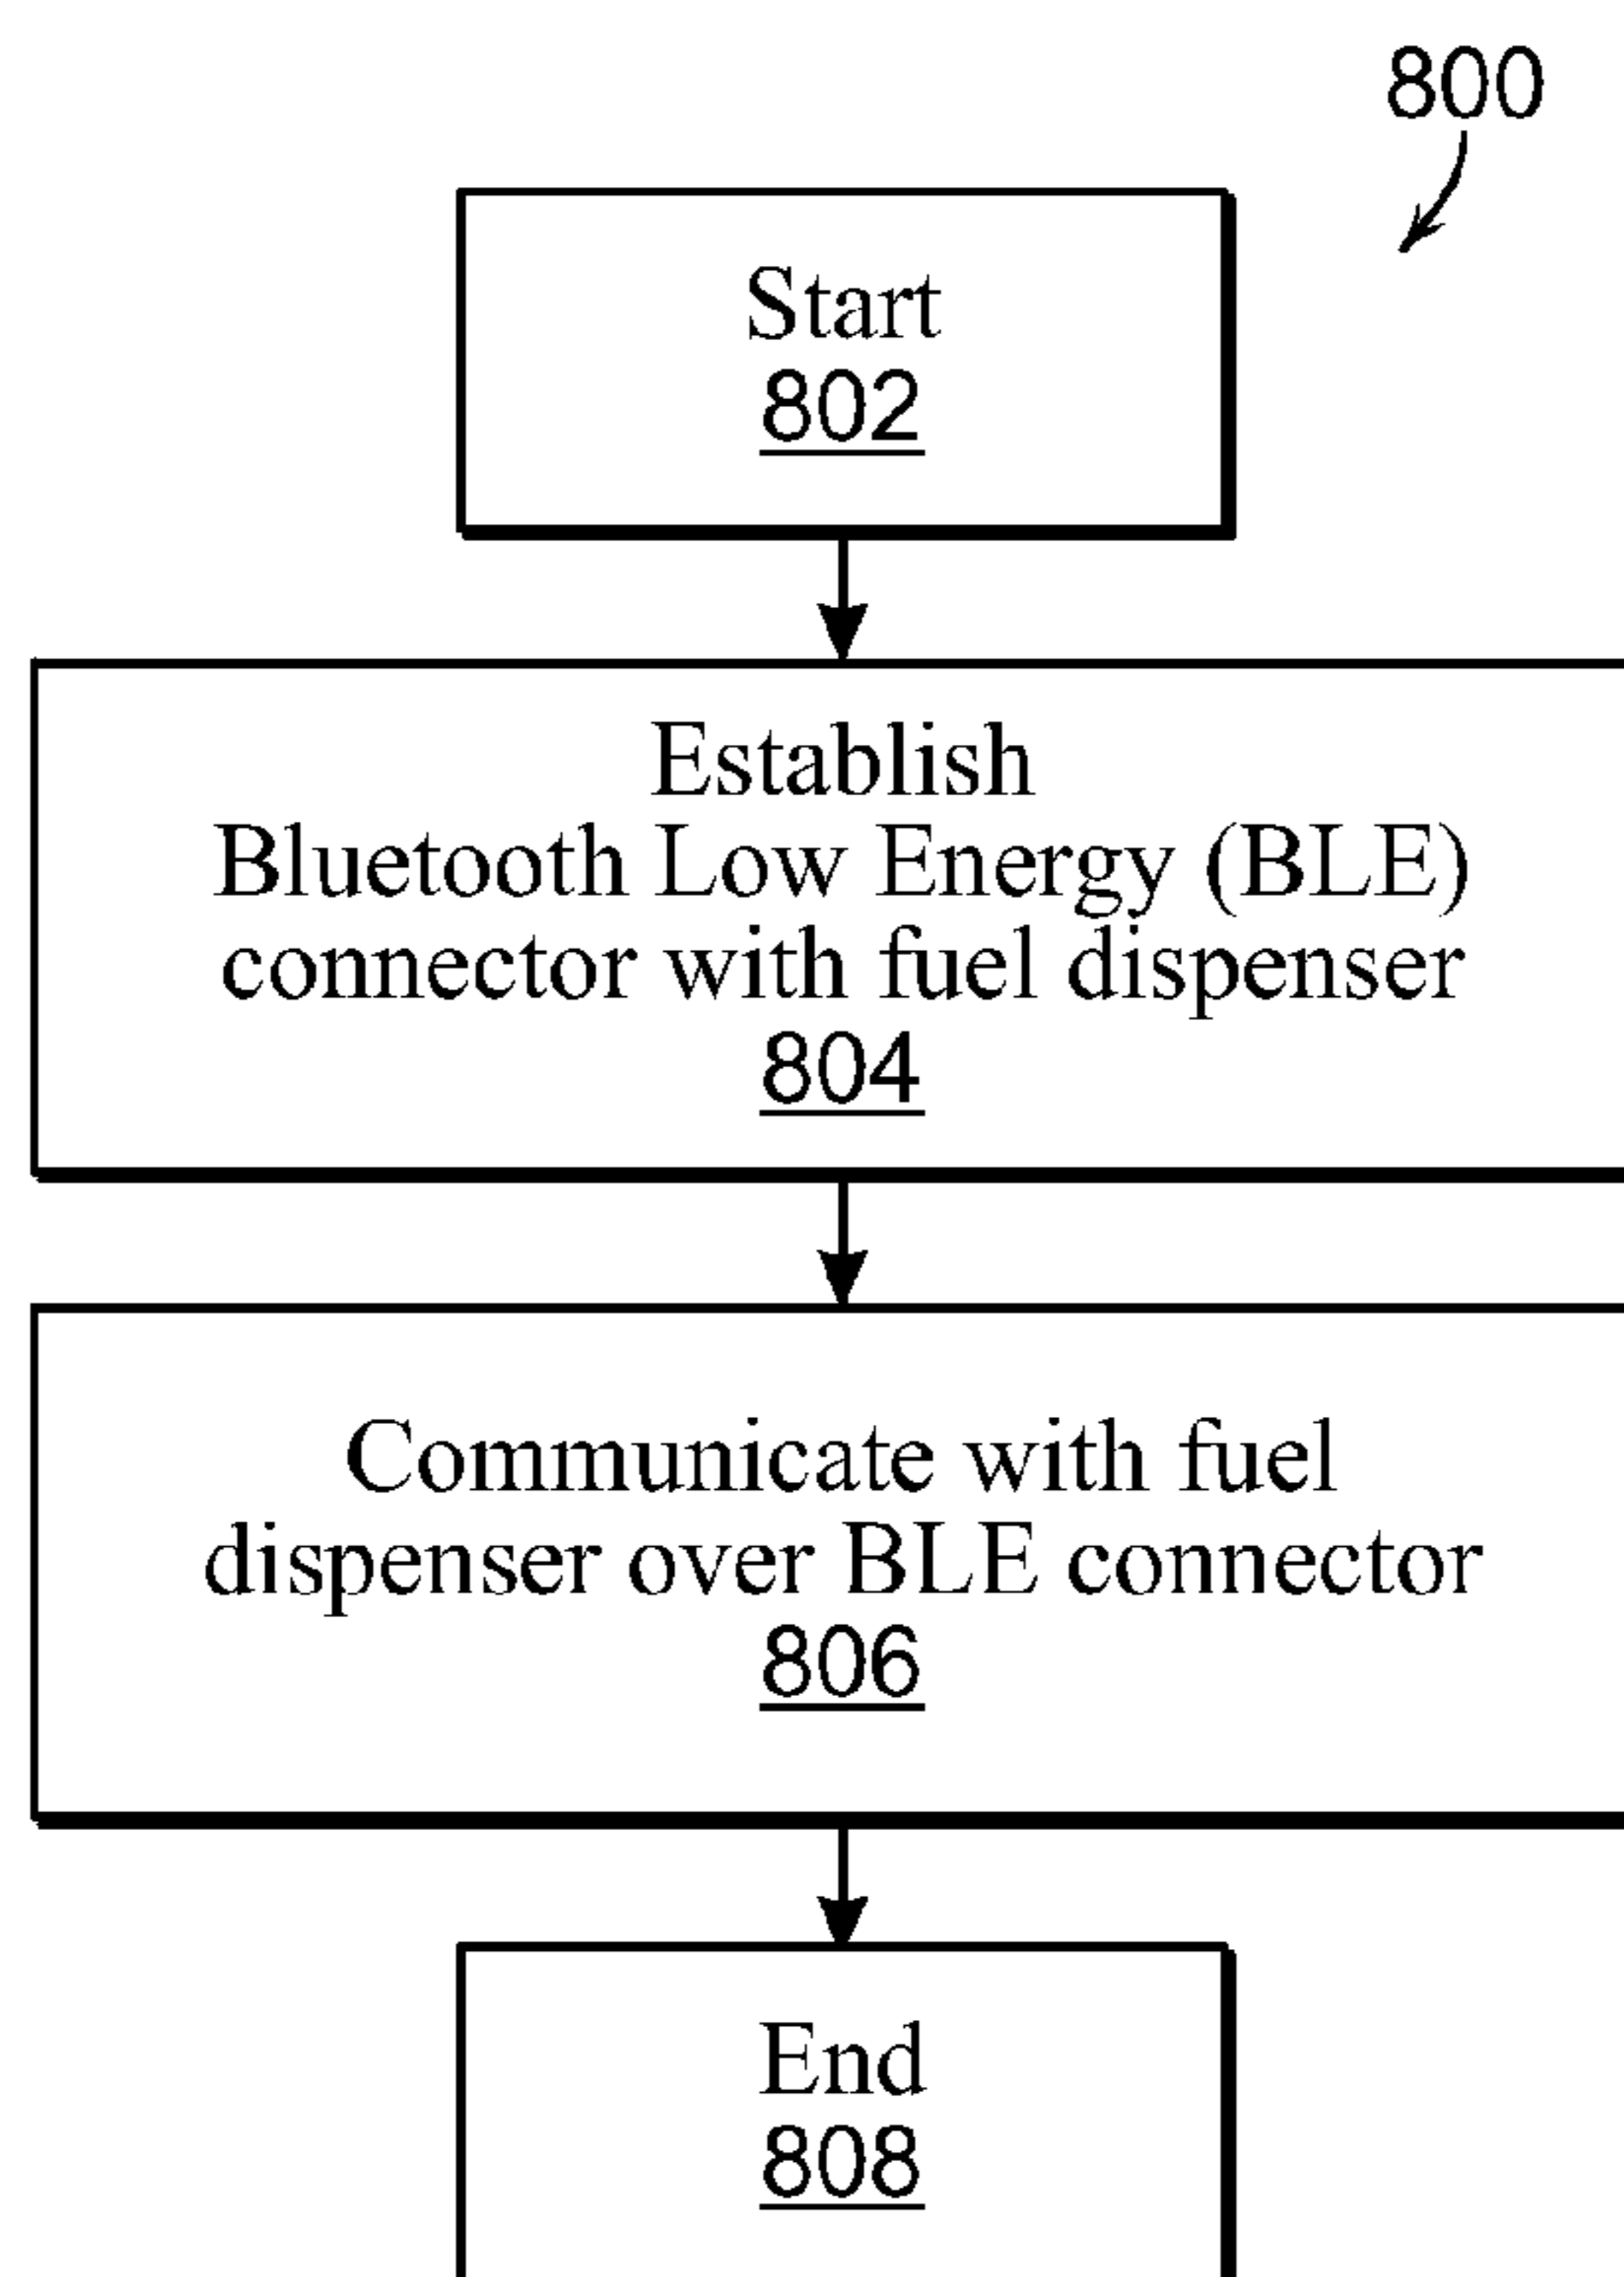 800
Start
802
Establish
Bluetooth Low Energy (BLE)
connector with fuel dispenser
804
Communicate with fuel
dispenser over BLE connector
806
End
808